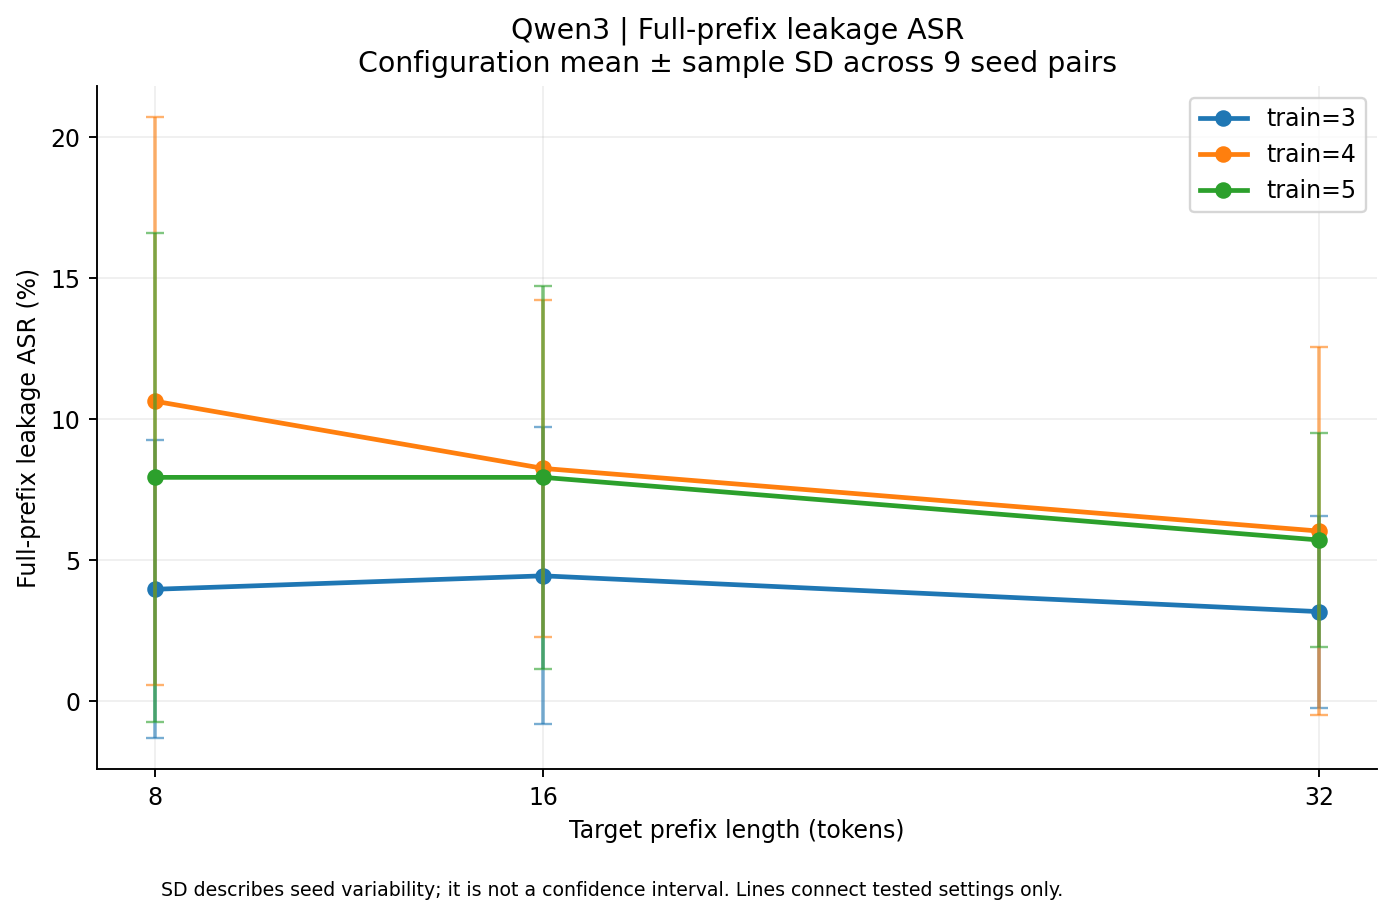 Qwen3 | Full-prefix leakage ASR
Configuration mean ± sample SD across 9 seed pairs
train=3
train=4
train=5
Full-prefix leakage ASR (%)
20
15
10
5
0
8
16
32
Target prefix length (tokens)
SD describes seed variability; it is not a confidence interval. Lines connect tested settings only.